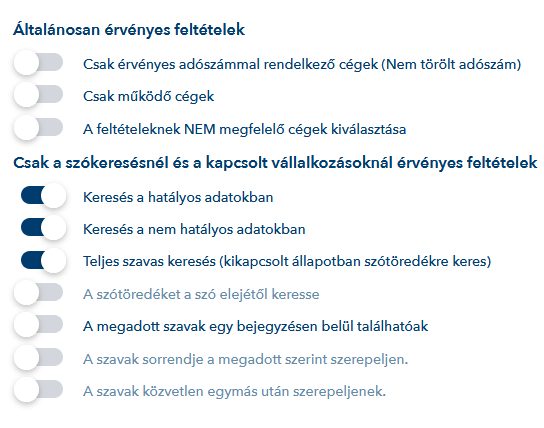 Általánosan érvényes feltételek
Csak érvényes adószámmal rendelkező cégek (Nem törölt adószám)
Csak működő cégek
A feltételeknek NEM megfelelő cégek kiválasztása
Csak a szókeresésnél és a kapcsolt vállalkozásoknál érvényes feltételek
Keresés a hatályos adatokban
Keresés a nem hatályos adatokban
Teljes szavas keresés (kikapcsolt állapotban szótöredékre keres)
A szótöredéket a szó elejétől keresse
A megadott szavak egy bejegyzésen belül találhatóak
A szavak sorrendje a megadott szerint szerepeljen.
A szavak közvetlen egymás után szerepeljenek.